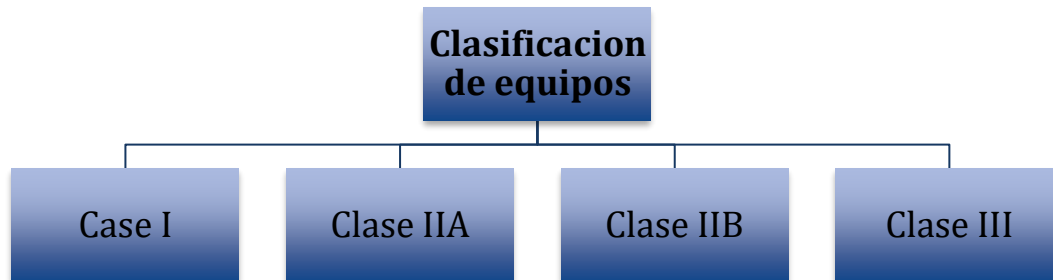 Clasificacion
de equipos
Case I
Clase IIA
Clase IIB
Clase III